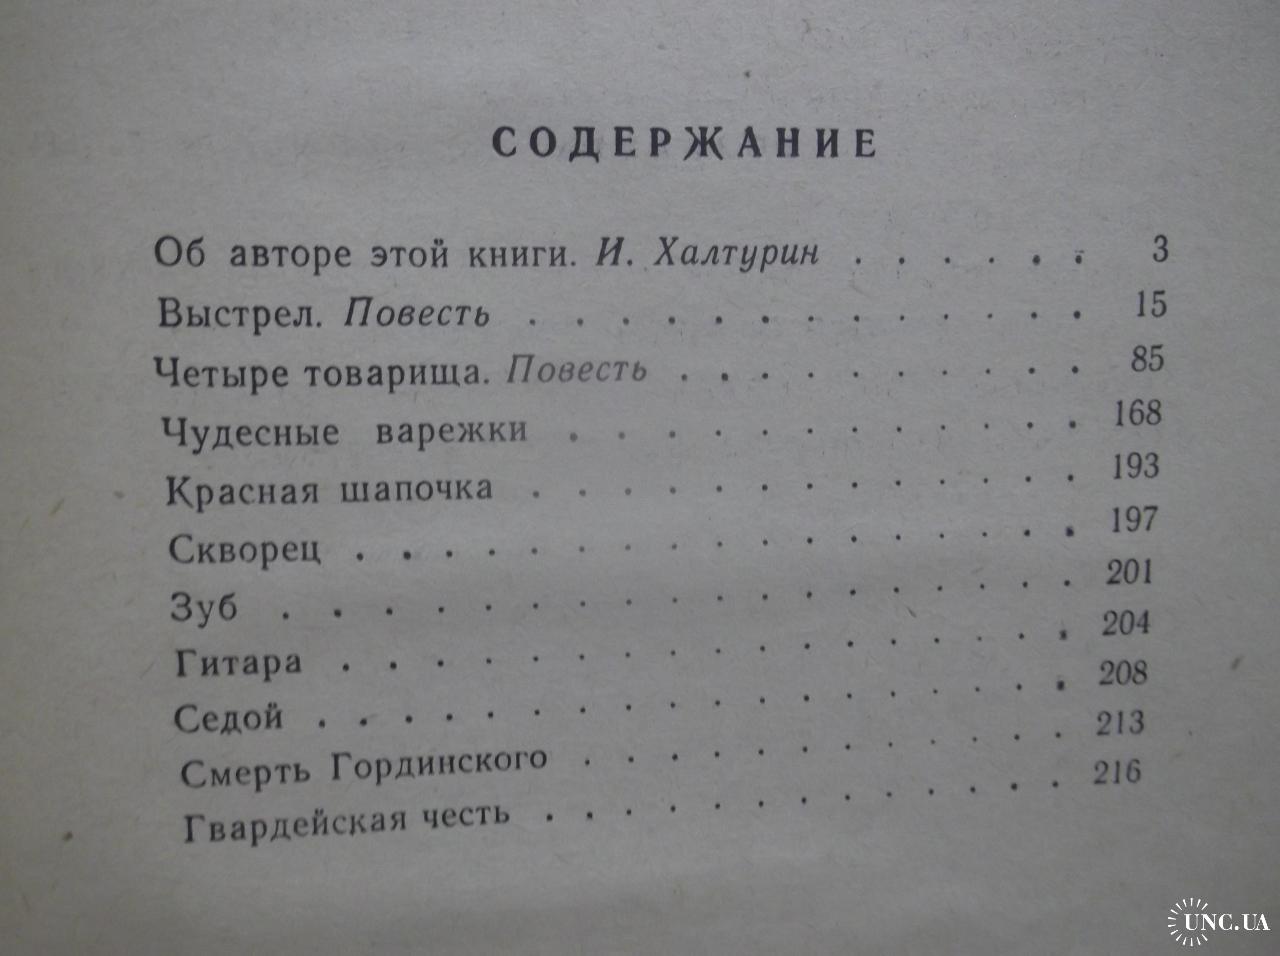 СОДЕРЖАНИЕ
Об авторе этой книги. И. Халтурин . . . . . . 3
Выстрел. Повесть . . . . . . . . . . . . . 15
Четыре товарища. Повесть . . . . . . . . . . 85
Чудесные варежки . . . . . . . . . . . . 168
Красная шапочка . . . . . . . . . . . . . 193
Скворец . . . . . . . . . . . . . . . . . 197
Зуб . . . . . . . . . . . . . . . . . . 201
Гитара . . . . . . . . . . . . . . . . . 204
Седой . . . . . . . . . . . . . . . . . 208
Смерть Гординского . . . . . . . . . . . . 213
Гвардейская честь . . . . . . . . . . . . . 216
UNC.UA